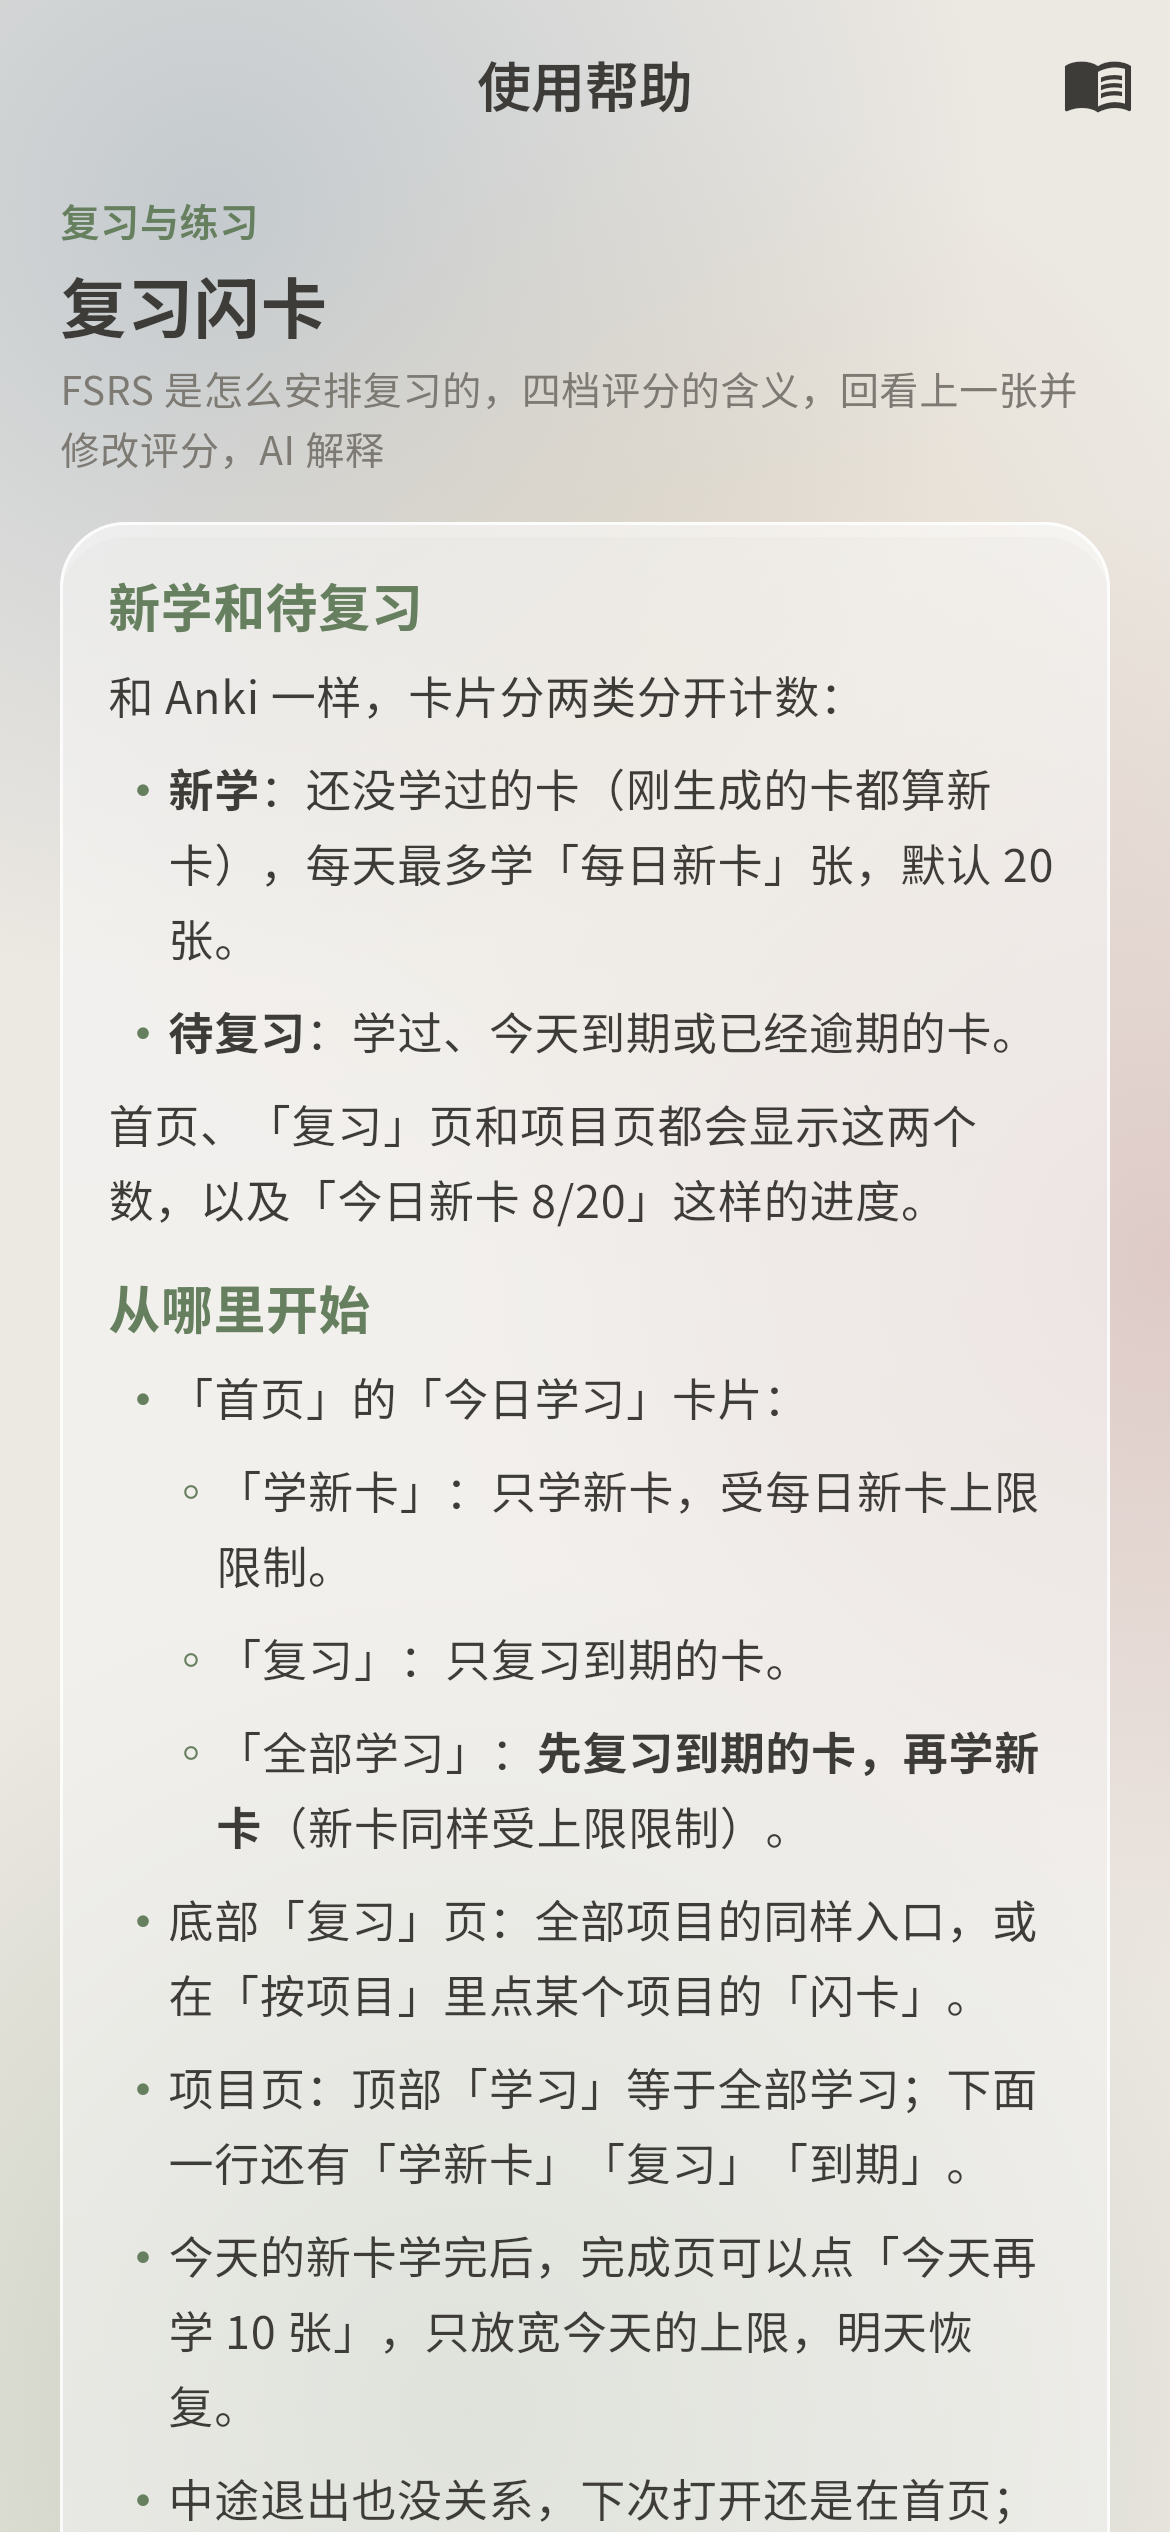 使用帮助
复习与练习
复习闪卡
FSRS 是怎么安排复习的，四档评分的含义，回看上一张并
修改评分，AI 解释
新学和待复习
和 Anki 一样，卡片分两类分开计数：
• 新学：还没学过的卡（刚生成的卡都算新
卡），每天最多学「每日新卡」张，默认 20
张。
• 待复习：学过、今天到期或已经逾期的卡。
首页、「复习」页和项目页都会显示这两个
数，以及「今日新卡 8/20」这样的进度。
从哪里开始
• 「首页」的「今日学习」卡片：
◦ 「学新卡」：只学新卡，受每日新卡上限
限制。
◦ 「复习」：只复习到期的卡。
◦ 「全部学习」：先复习到期的卡，再学新
卡（新卡同样受上限限制）。
• 底部「复习」页：全部项目的同样入口，或
在「按项目」里点某个项目的「闪卡」。
• 项目页：顶部「学习」等于全部学习；下面
一行还有「学新卡」「复习」「到期」。
• 今天的新卡学完后，完成页可以点「今天再
学 10 张」，只放宽今天的上限，明天恢
复。
• 中途退出也没关系，下次打开还是在首页；